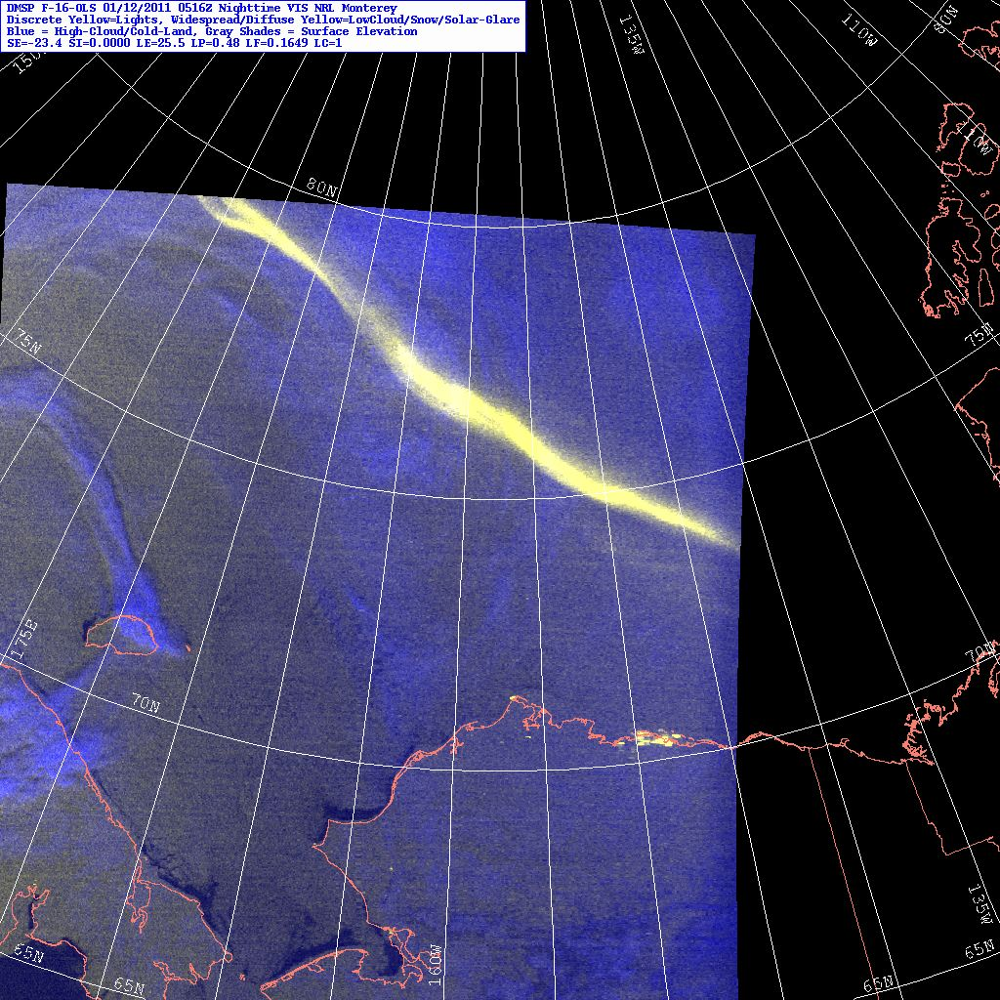 DMSP F-16-OLS 01/12/2011 0516Z Nighttime VIS NRL Monterey
Discrete Yellow=Lights, Widespread/Diffuse Yellow=LowCloud/Snow/Solar-Glare
Blue = High-Cloud/Cold-Land, Gray Shades = Surface Elevation
SE=-23.4 SI=0.0000 LE=25.5 LP=0.48 LF=0.1649 LC=1
135W
110W
80N
110W
80N
75N
75N
175E
70N
70N
135W
160W
65N
65N
65N
65N